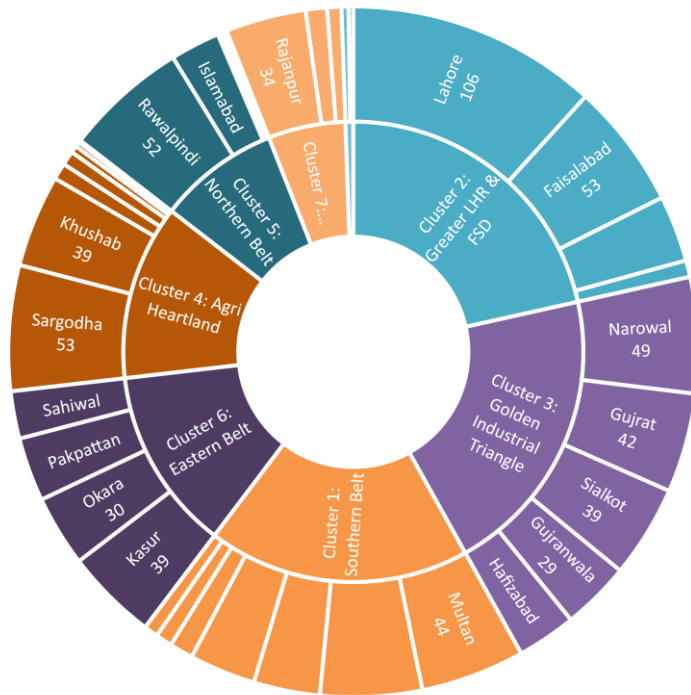 Lahore
106
Faisalabad
53
Cluster 2:
Greater LHR &
FSD
Narowal
49
Gujrat
42
Sialkot
39
Gujranwala
29
Hafizabad
Cluster 3:
Golden
Industrial
Triangle
Multan
44
Cluster 1:
Southern Belt
Kasur
39
Okara
30
Pakpattan
Sahiwal
Cluster 6:
Eastern Belt
Sargodha
53
Khushab
39
Cluster 4: Agri
Heartland
Rawalpindi
52
Islamabad
Cluster 5:
Northern Belt
Rajanpur
34
Cluster 7:
....